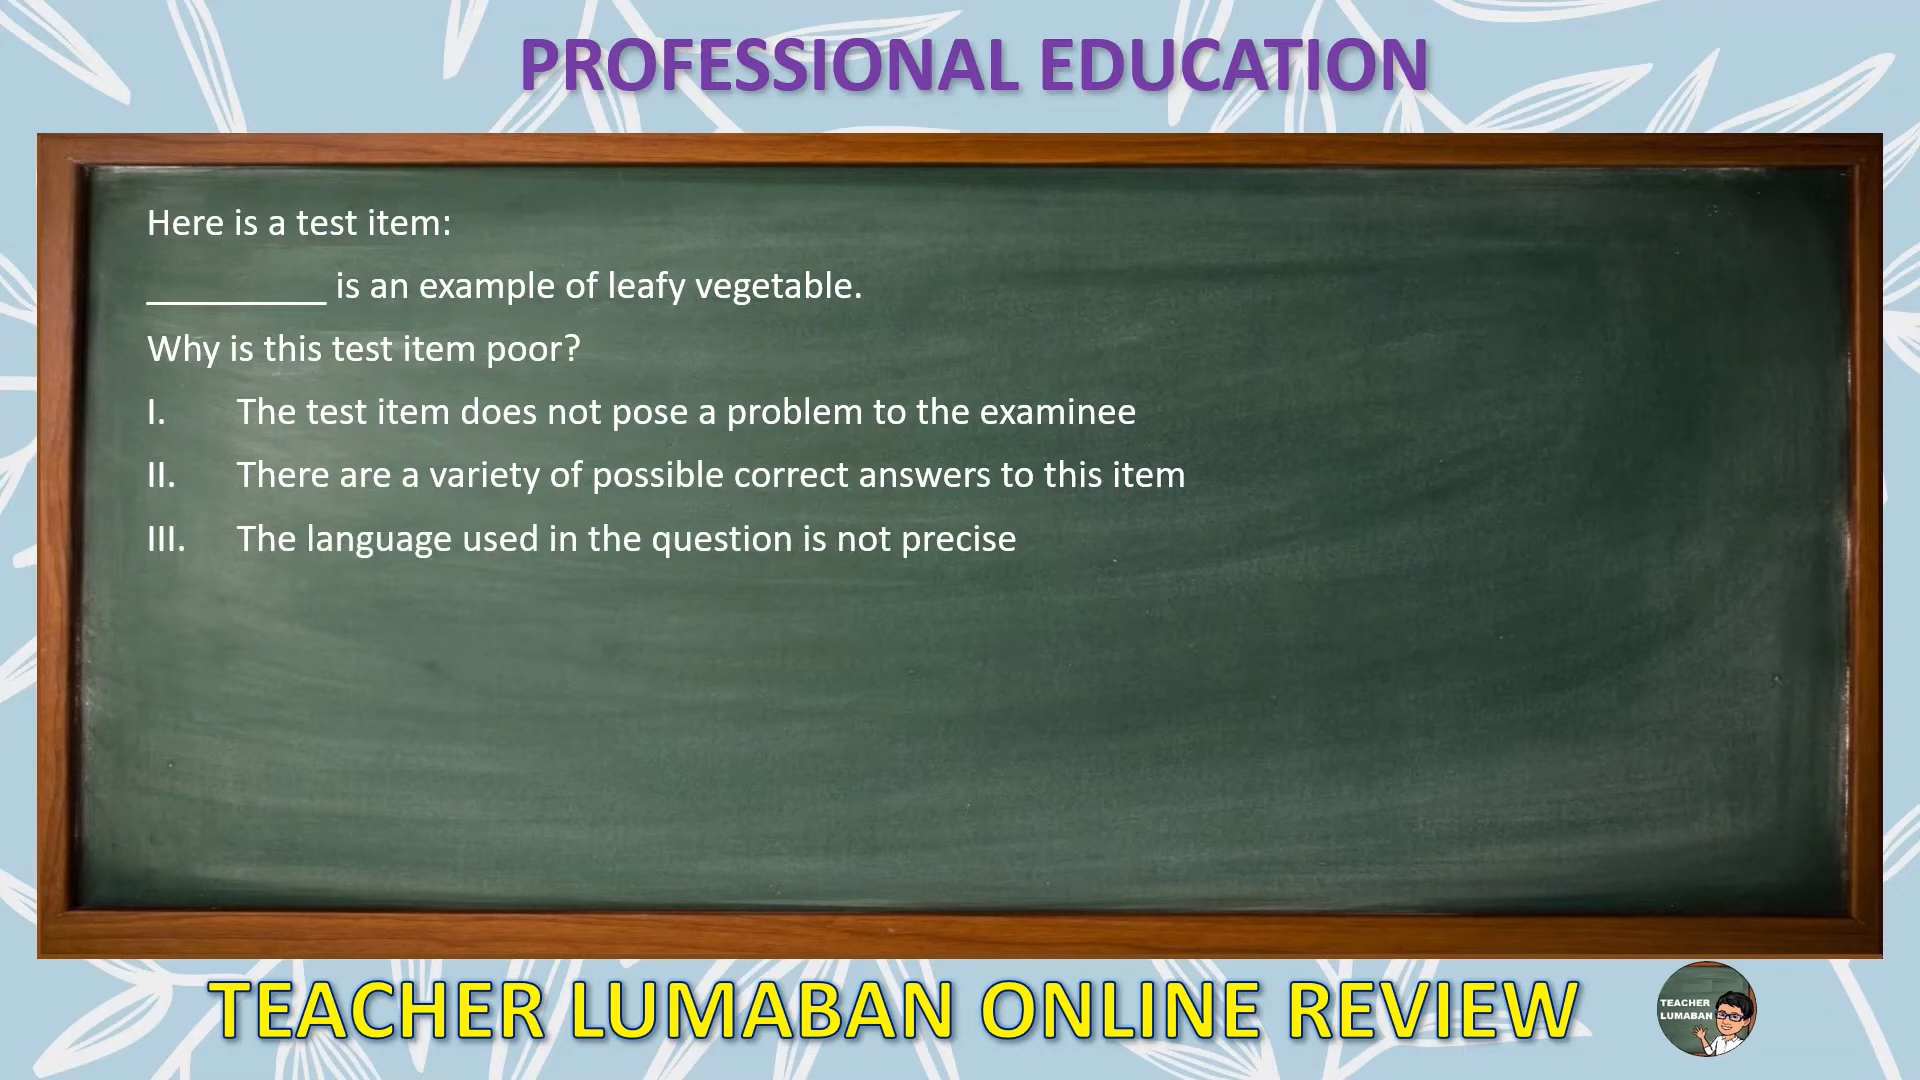 PROFESSIONAL EDUCATION
Here is a test item:
_________ is an example of leafy vegetable.
Why is this test item poor?
I. The test item does not pose a problem to the examinee
II. There are a variety of possible correct answers to this item
III. The language used in the question is not precise
TEACHER LUMABAN ONLINE REVIEW
TEACHER
LUMABAN